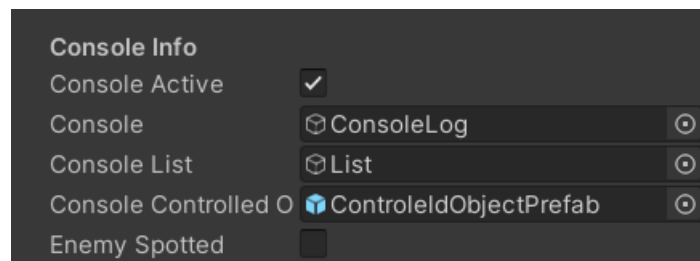 Console Info
Console Active
Console ConsoleLog
Console List List
Console Controlled O ControleldObjectPrefab
Enemy Spotted